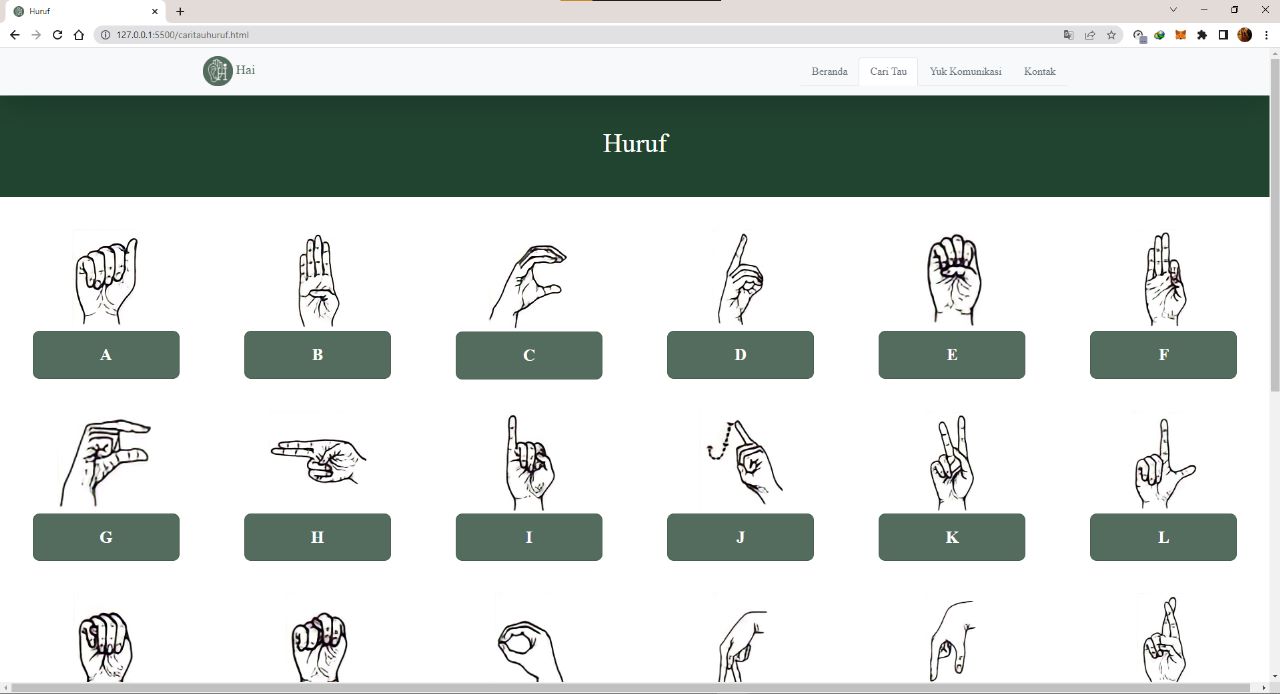 Huruf
127.0.0.1:5500/caritauhuruf.html
Hai
Beranda
Cari Tau
Yuk Komunikasi
Kontak
Huruf
A
B
C
D
E
F
G
H
I
J
K
L